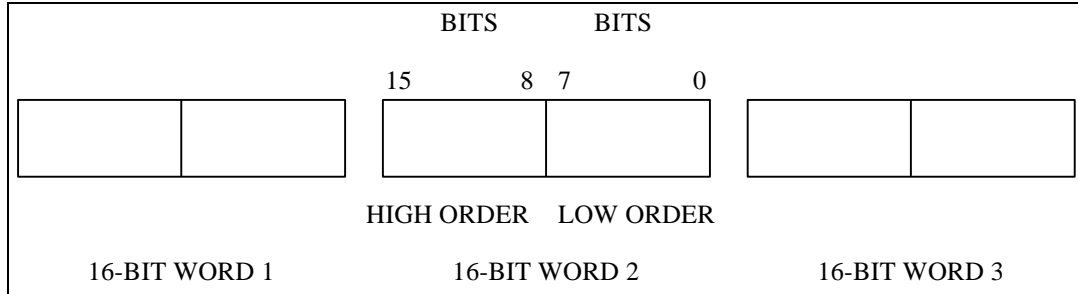 BITS BITS
15 8 7 0
HIGH ORDER LOW ORDER
16-BIT WORD 1 16-BIT WORD 2 16-BIT WORD 3